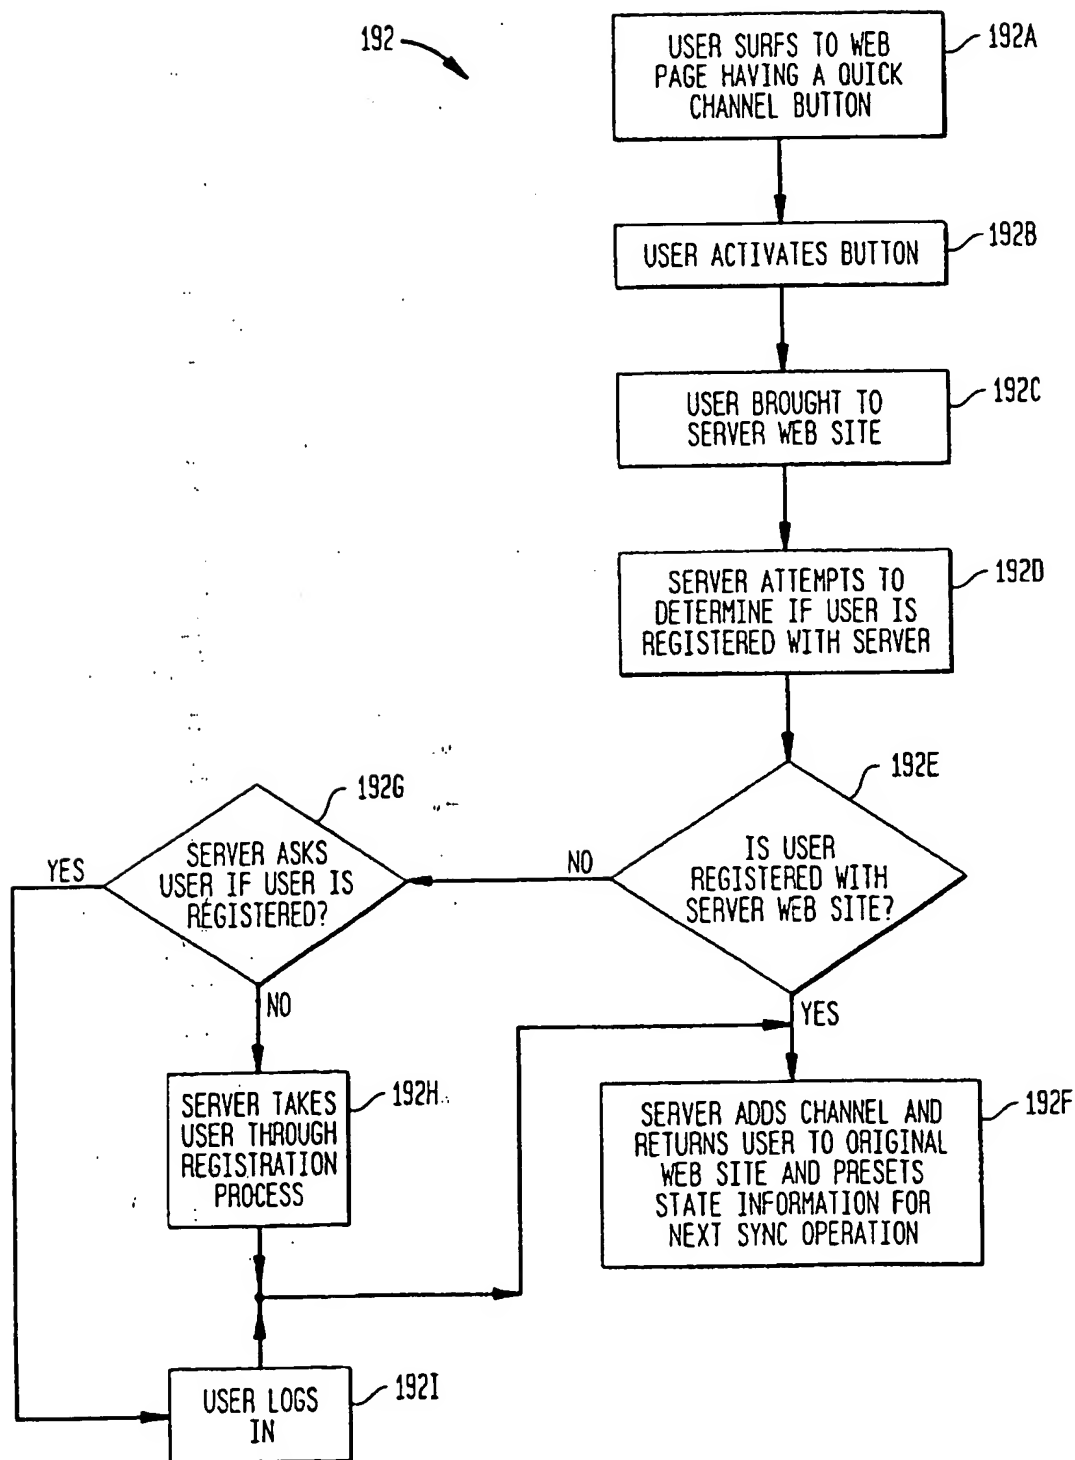 192
USER SURFS TO WEB
PAGE HAVING A QUICK
CHANNEL BUTTON
192A
USER ACTIVATES BUTTON
192B
USER BROUGHT TO
SERVER WEB SITE
192C
SERVER ATTEMPTS TO
DETERMINE IF USER IS
REGISTERED WITH SERVER
192D
IS USER
REGISTERED WITH
SERVER WEB SITE?
192E
NO
YES
SERVER ASKS
USER IF USER IS
REGISTERED?
192G
YES
NO
SERVER TAKES
USER THROUGH
REGISTRATION
PROCESS
192H
SERVER ADDS CHANNEL AND
RETURNS USER TO ORIGINAL
WEB SITE AND PRESETS
STATE INFORMATION FOR
NEXT SYNC OPERATION
192F
USER LOGS
IN
192I